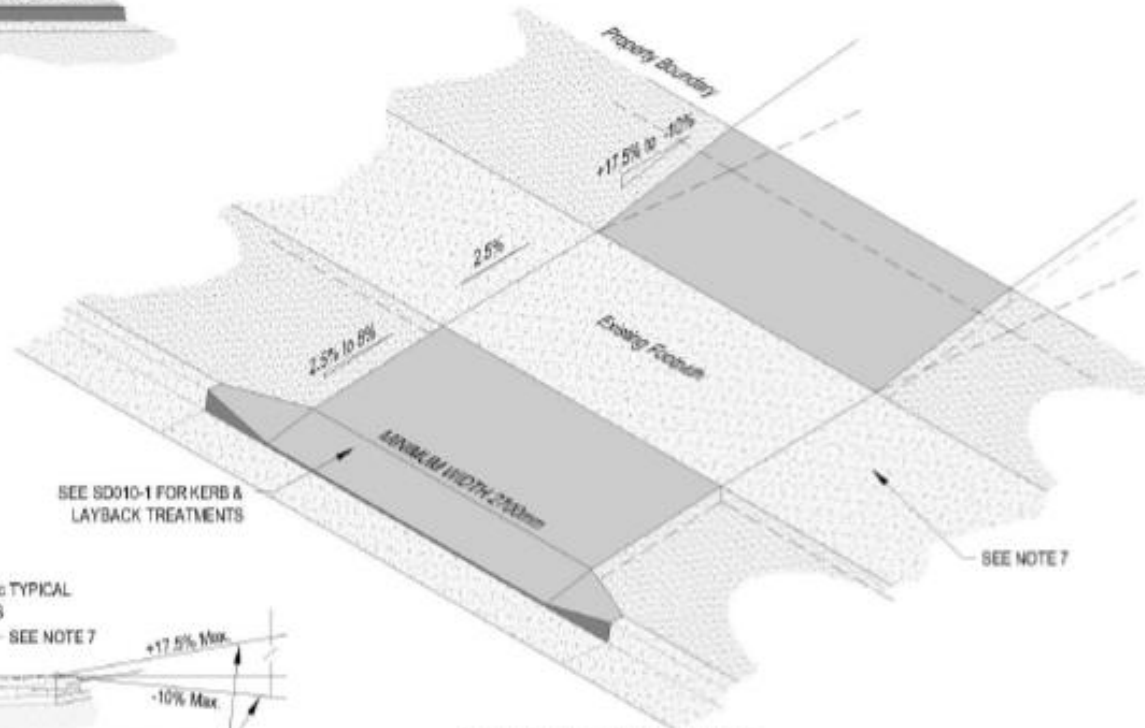 Property Boundary
+17.5% to -10%
2.5%
Existing Footpath
2.5% to 8%
MINIMUM WIDTH 2700mm
SEE SD010-1 FOR KERB &
LAYBACK TREATMENTS
SEE NOTE 7
TYPICAL
SEE NOTE 7
+17.5% Max.
-10% Max.